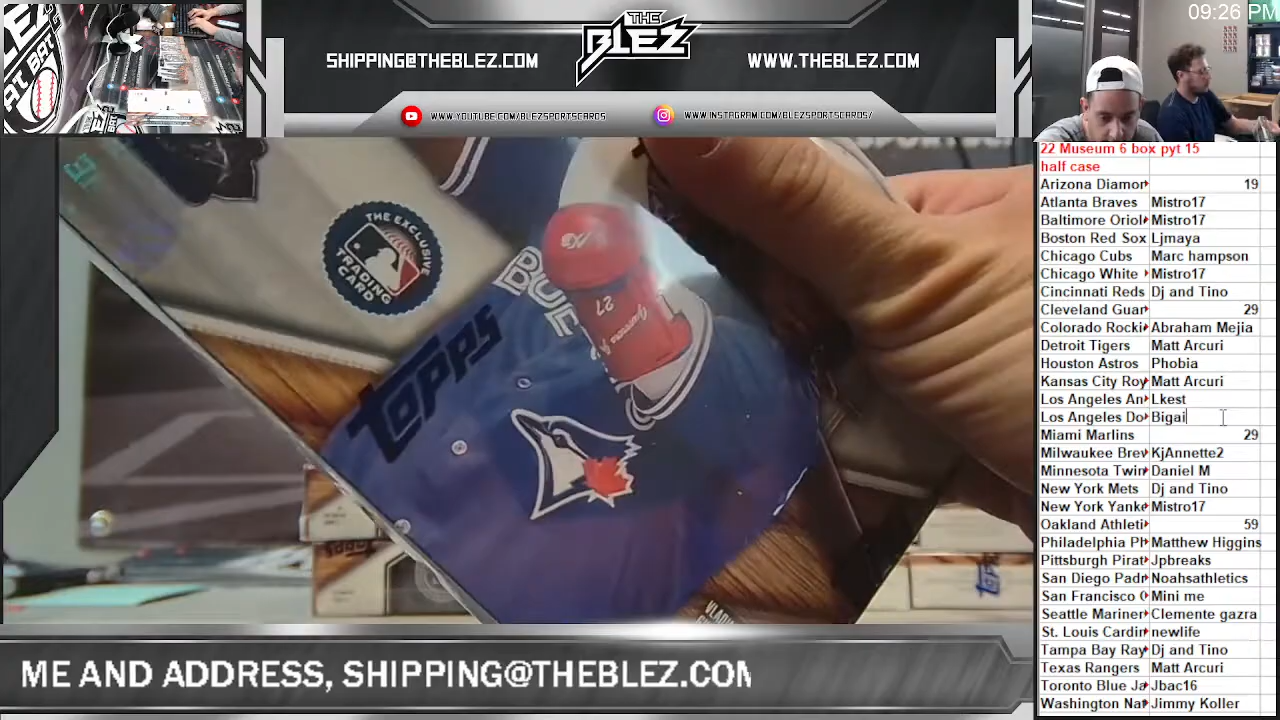 09:26 PM
THE
BLEZ
SHIPPING@THEBLEZ.COM
WWW.THEBLEZ.COM
WWW.YOUTUBE.COM/BLEZSPORTSCARDS
WWW.INSTAGRAM.COM/BLEZSPORTSCARDS/
THE EXCLUSIVE
TRADING
CARD
TOPPS
BLUE
27
ME AND ADDRESS, SHIPPING@THEBLEZ.COM
22 Museum 6 box pyt 15
half case
Arizona Diamon 19
Atlanta Braves Mistro17
Baltimore Oriol Mistro17
Boston Red Sox Ljmaya
Chicago Cubs Marc hampson
Chicago White Mistro17
Cincinnati Reds Dj and Tino
Cleveland Guar 29
Colorado Rocki Abraham Mejia
Detroit Tigers Matt Arcuri
Houston Astros Phobia
Kansas City Roy Matt Arcuri
Los Angeles An Lkest
Los Angeles Do Bigai
Miami Marlins 29
Milwaukee Brev KjAnnette2
Minnesota Twin Daniel M
New York Mets Dj and Tino
New York Yanke Mistro17
Oakland Athleti 59
Philadelphia Ph Matthew Higgins
Pittsburgh Pirat Jpbreaks
San Diego Padr Noahsathletics
San Francisco G Mini me
Seattle Mariner Clemente gazra
St. Louis Cardin newlife
Tampa Bay Ray Dj and Tino
Texas Rangers Matt Arcuri
Toronto Blue Ja Jbac16
Washington Nat Jimmy Koller